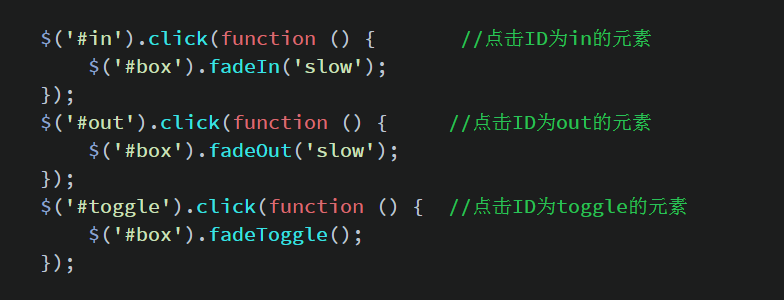 $('#in').click(function () {       //点击ID为in的元素
    $('#box').fadeIn('slow');
});
$('#out').click(function () {     //点击ID为out的元素
    $('#box').fadeOut('slow');
});
$('#toggle').click(function () {  //点击ID为toggle的元素
    $('#box').fadeToggle();
});